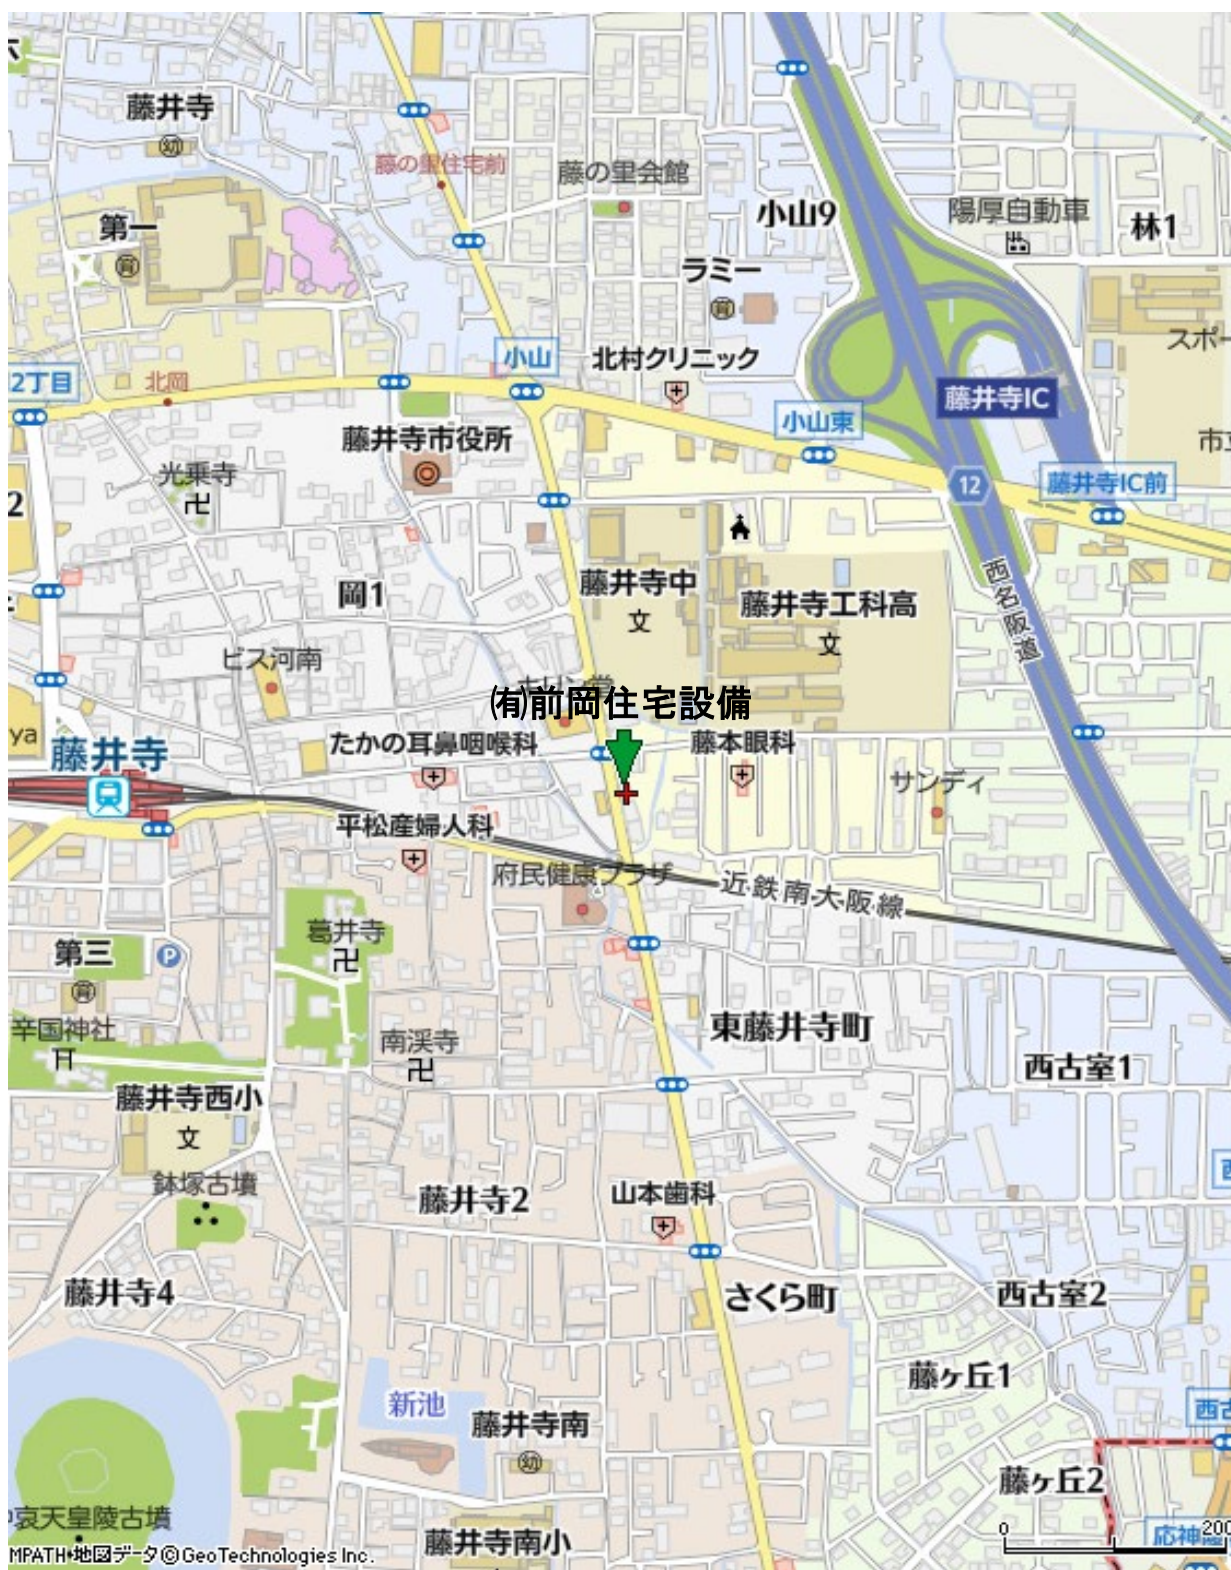 藤井寺
藤の里住宅前
藤の里会館
小山9
陽厚自動車
林1
第一
ラミー
小山
北村クリニック
スポー
2丁目
北岡
藤井寺IC
小山東
藤井寺市役所
市立
光乗寺
12
藤井寺IC前
2
西名阪道
藤井寺中
文
岡1
藤井寺工科高
文
ビス河南
㈲前岡住宅設備
ya
藤井寺
たかの耳鼻咽喉科
藤本眼科
サンディ
平松産婦人科
府民健康プラザ
近鉄南大阪線
葛井寺
第三
P
辛国神社
南渓寺
東藤井寺町
西古室1
藤井寺西小
文
鉢塚古墳
藤井寺2
山本歯科
藤井寺4
さくら町
西古室2
藤ヶ丘1
新池
藤井寺南
幼
西古
藤ヶ丘2
哀天皇陵古墳
藤井寺南小
0
200
応神
MPATH•地図データ©GeoTechnologies Inc.